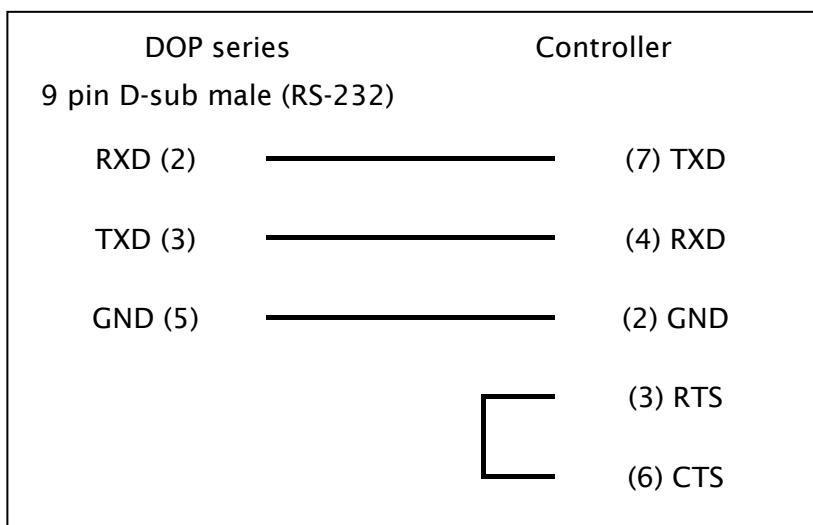 DOP series Controller
9 pin D-sub male (RS-232)
RXD (2) (7) TXD
TXD (3) (4) RXD
GND (5) (2) GND
(3) RTS
(6) CTS